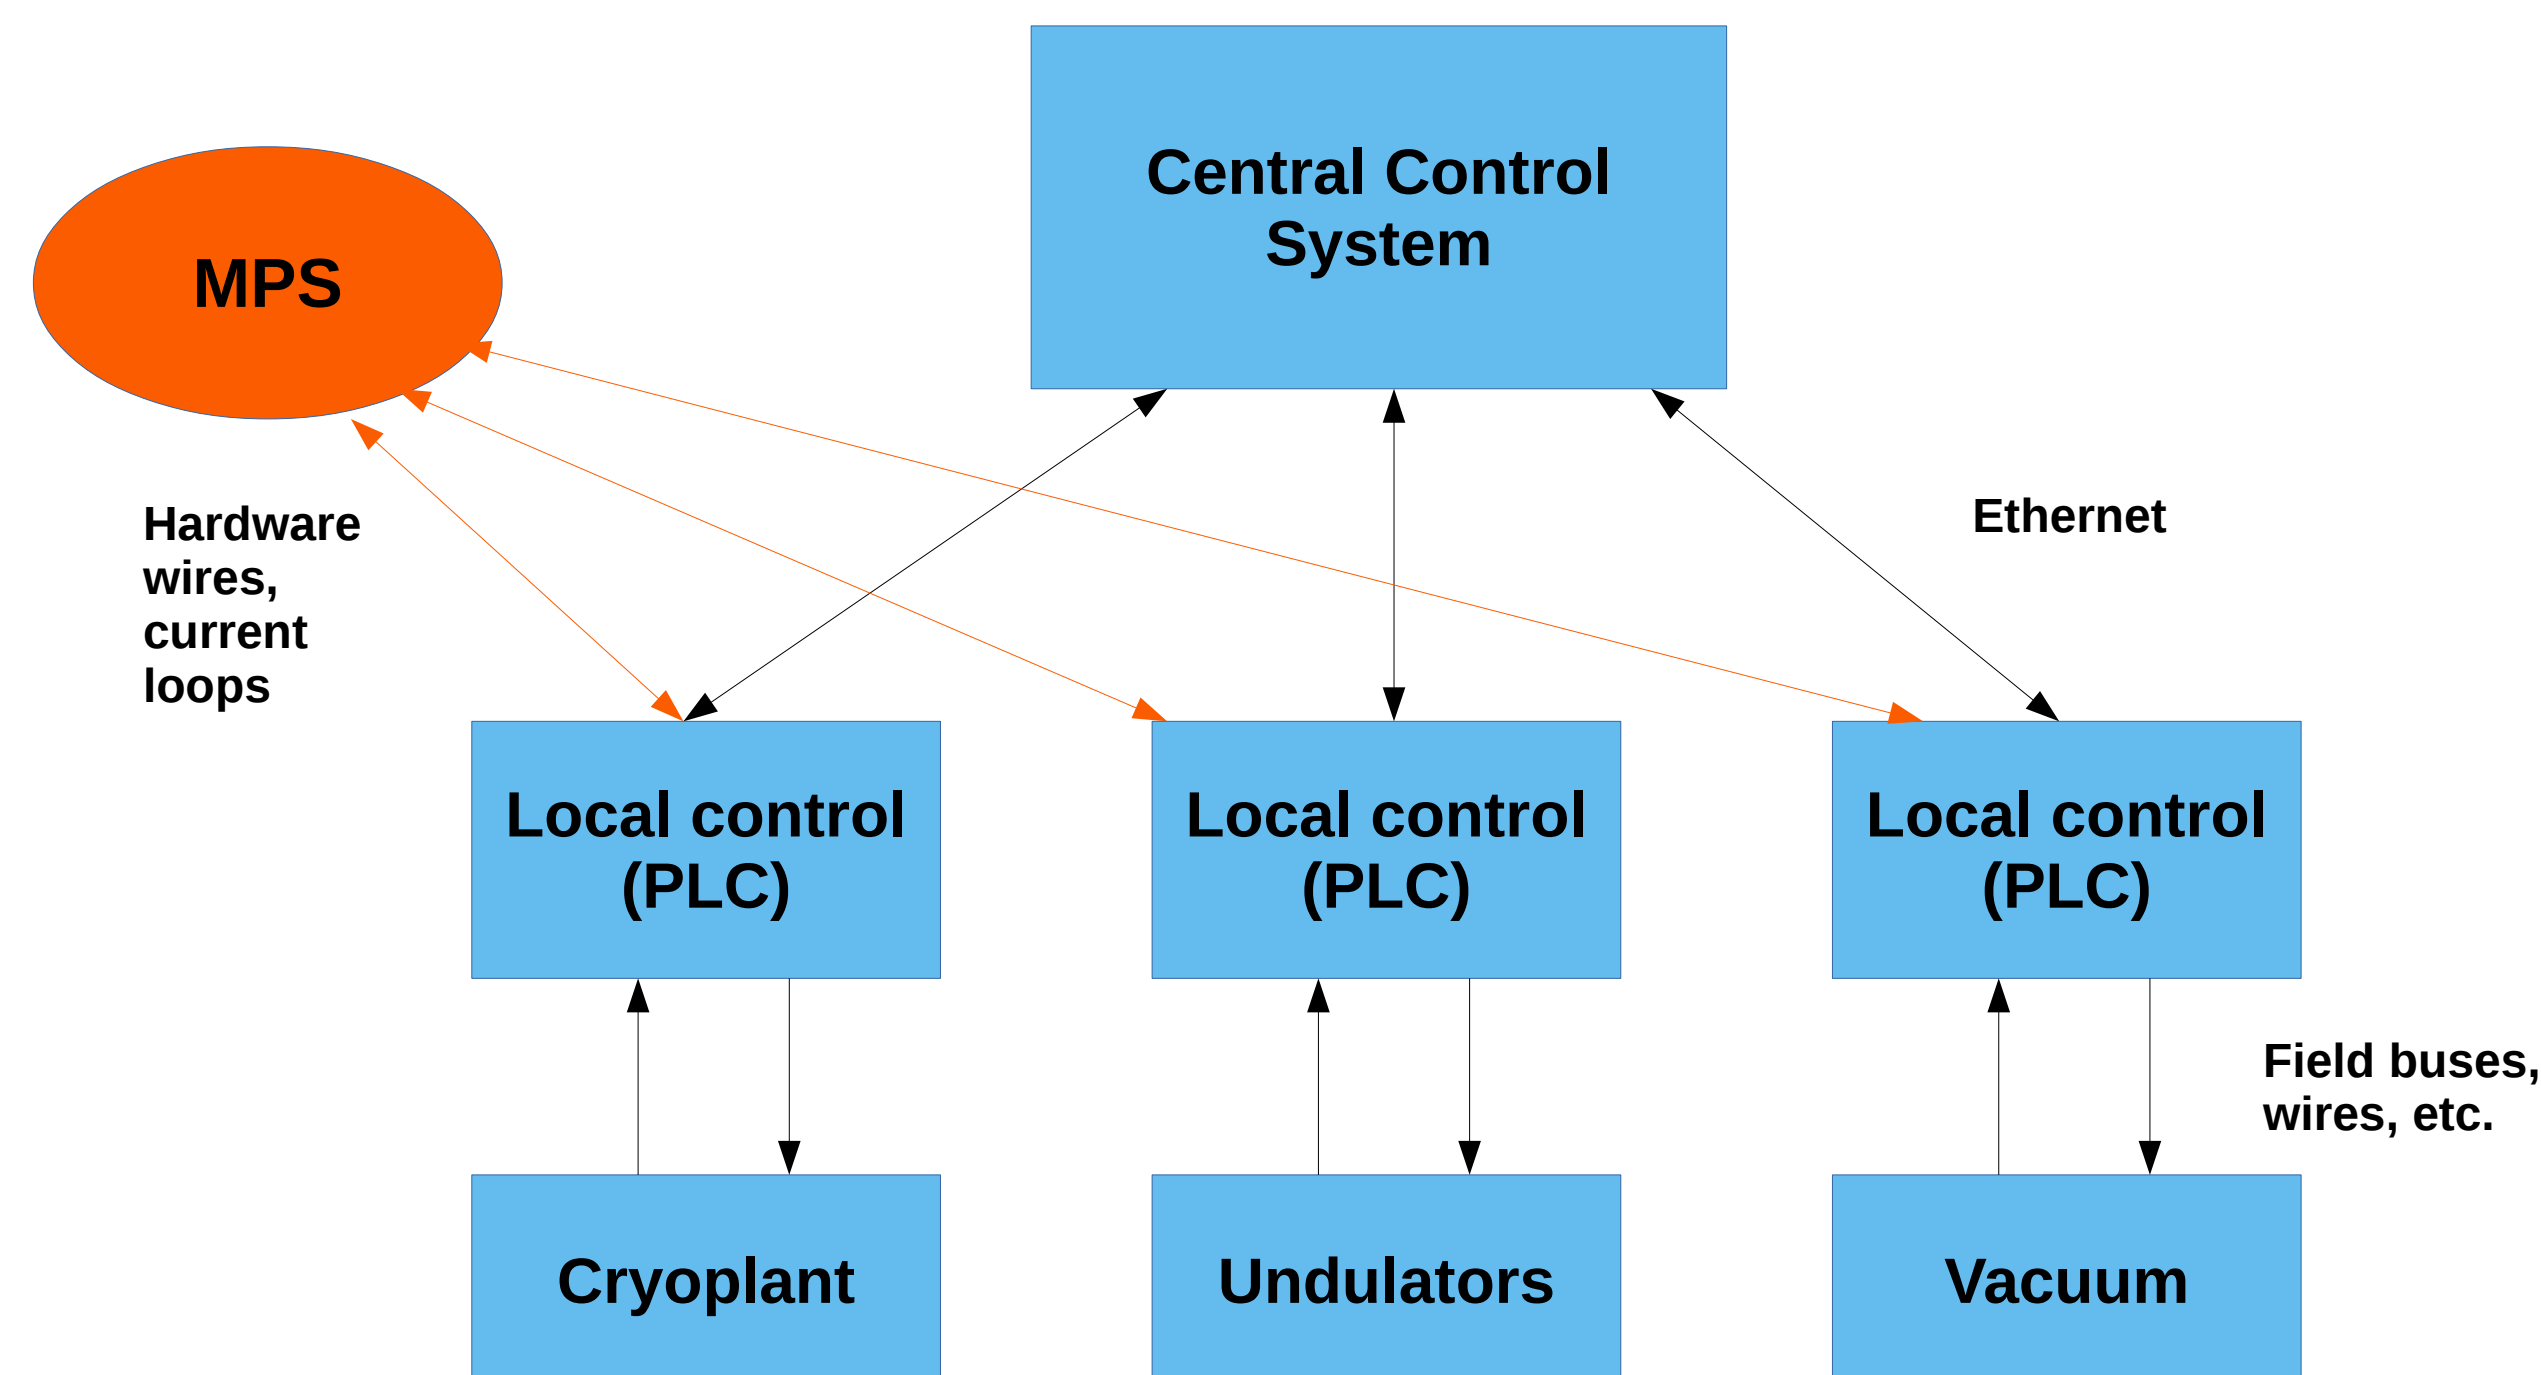 Central Control
System
MPS
Hardware
wires,
current
loops
Ethernet
Local control
(PLC)
Local control
(PLC)
Local control
(PLC)
Field buses,
wires, etc.
Cryoplant
Undulators
Vacuum